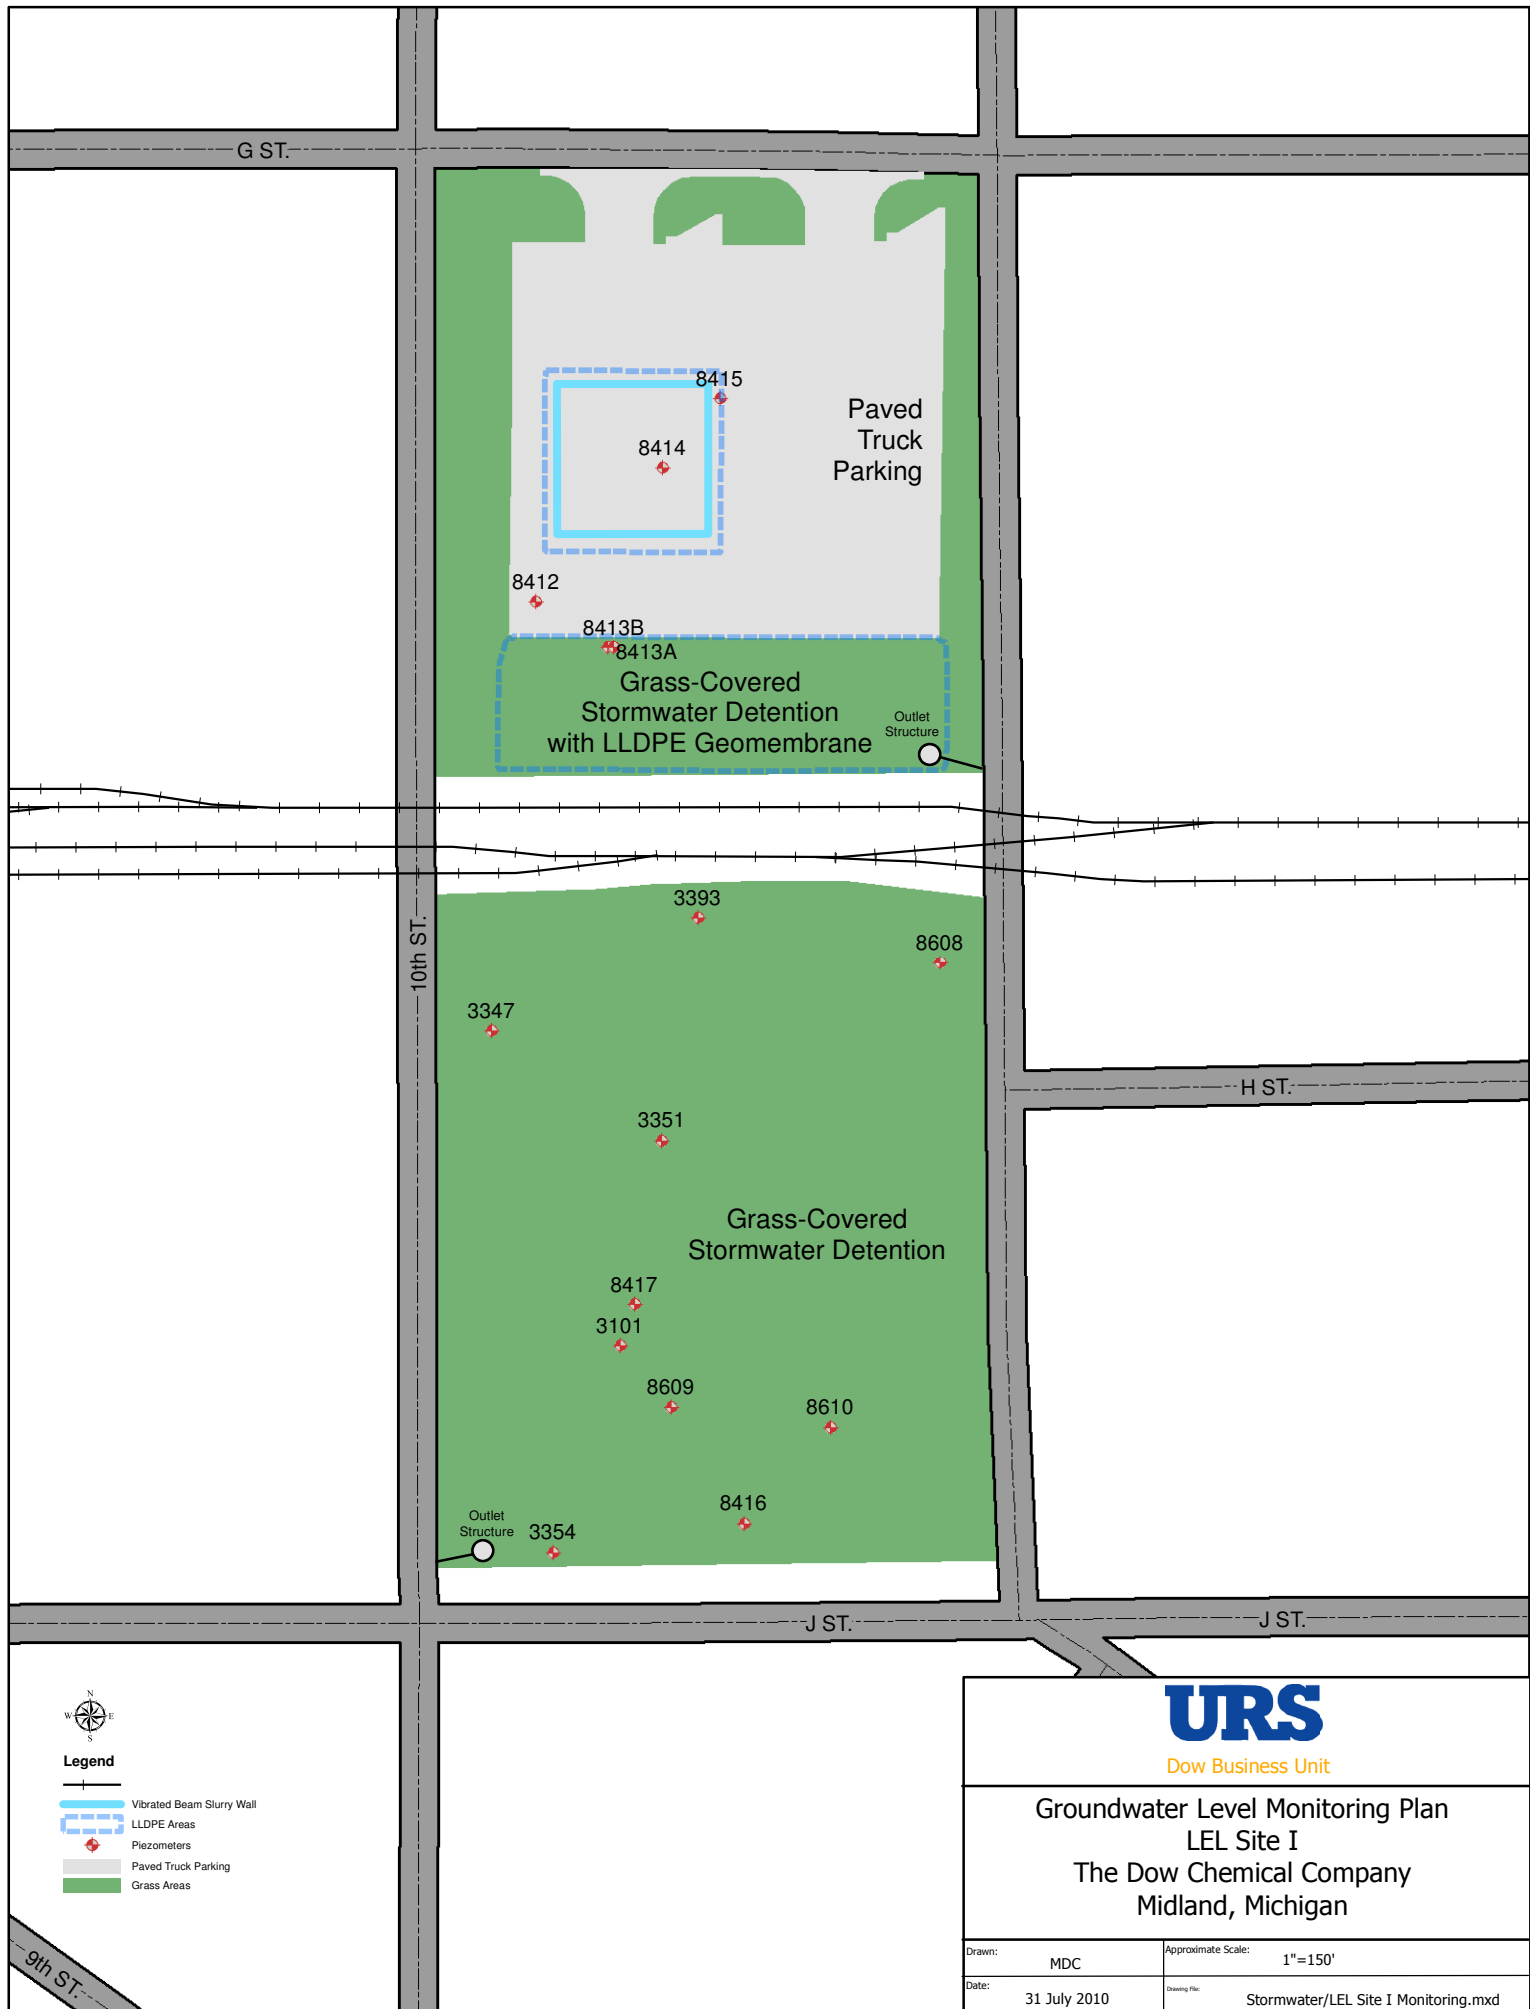 G ST.
8415
Paved
Truck
Parking
8414
8412
8413B
8413A
Grass-Covered
Stormwater Detention
with LLDPE Geomembrane
Outlet
Structure
10th ST.
3393
8608
3347
H ST.
3351
Grass-Covered
Stormwater Detention
8417
3101
8609
8610
8416
Outlet
Structure
3354
J ST.
J ST.
N
W
E
S
Legend
Vibrated Beam Slurry Wall
LLDPE Areas
Piezometers
Paved Truck Parking
Grass Areas
9th ST.
URS
Dow Business Unit
Groundwater Level Monitoring Plan
LEL Site I
The Dow Chemical Company
Midland, Michigan
Drawn:
MDC
Approximate Scale:
1"=150'
Date:
31 July 2010
Drawing File:
Stormwater/LEL Site I Monitoring.mxd